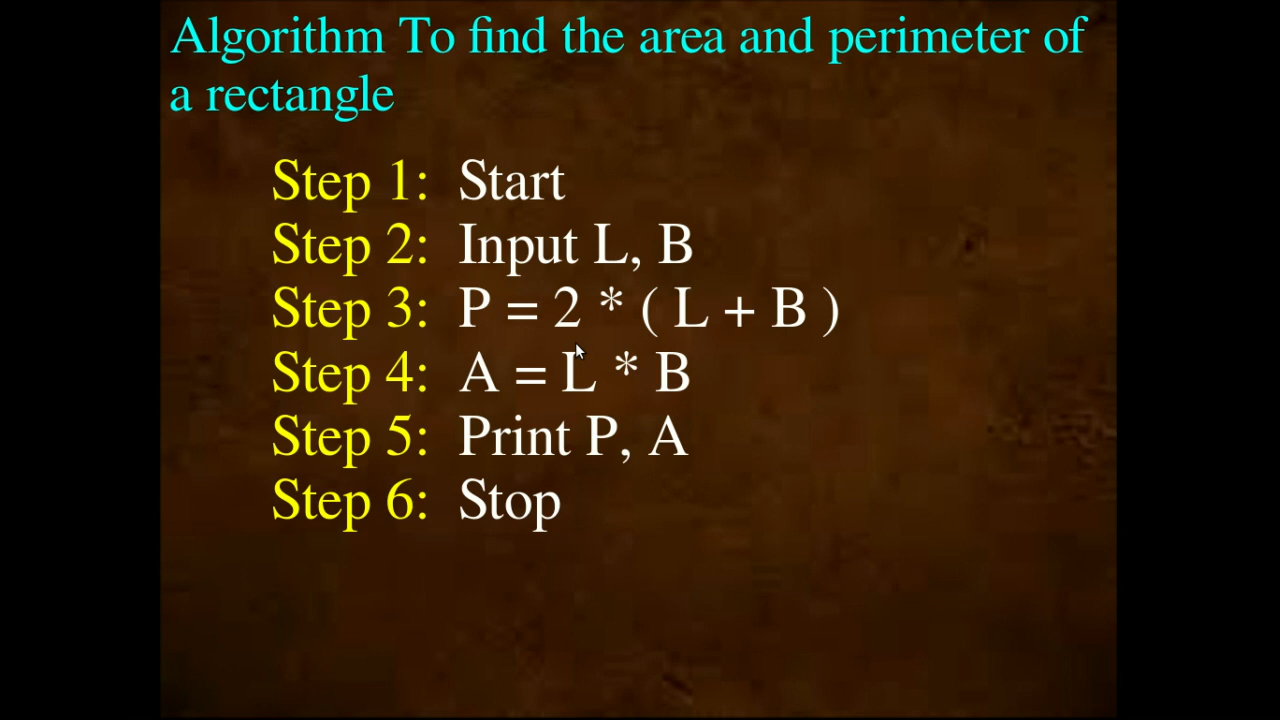 Algorithm To find the area and perimeter of
a rectangle
Step 1: Start
Step 2: Input L, B
Step 3: P = 2 * ( L + B )
Step 4: A = L * B
Step 5: Print P, A
Step 6: Stop